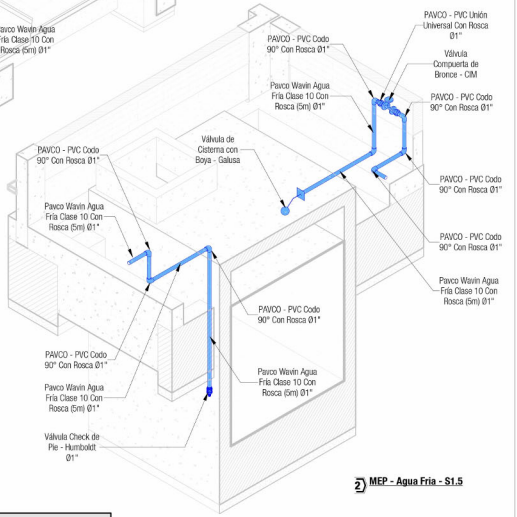 Pavco Wavin Agua
Fría Clase 10 Con
Rosca (5m) Ø1"
PAVCO - PVC Codo
90° Con Rosca Ø1"
PAVCO - PVC Unión
Universal Con Rosca
Ø1"
Válvula
Compuerta de
Bronce - CIM
Pavco Wavin Agua
Fría Clase 10 Con
Rosca (5m) Ø1"
PAVCO - PVC Codo
90° Con Rosca Ø1"
Válvula de
Cisterna con
Boya - Galusa
PAVCO - PVC Codo
90° Con Rosca Ø1"
PAVCO - PVC Codo
90° Con Rosca Ø1"
Pavco Wavin Agua
Fría Clase 10 Con
Rosca (5m) Ø1"
PAVCO - PVC Codo
90° Con Rosca Ø1"
Pavco Wavin Agua
Fría Clase 10 Con
Rosca (5m) Ø1"
PAVCO - PVC Codo
90° Con Rosca Ø1"
PAVCO - PVC Codo
90° Con Rosca Ø1"
Pavco Wavin Agua
Fría Clase 10 Con
Rosca (5m) Ø1"
Pavco Wavin Agua
Fría Clase 10 Con
Rosca (5m) Ø1"
Válvula Check de
Pie - Humboldt
Ø1"
2 MEP - Agua Fria - S1.5